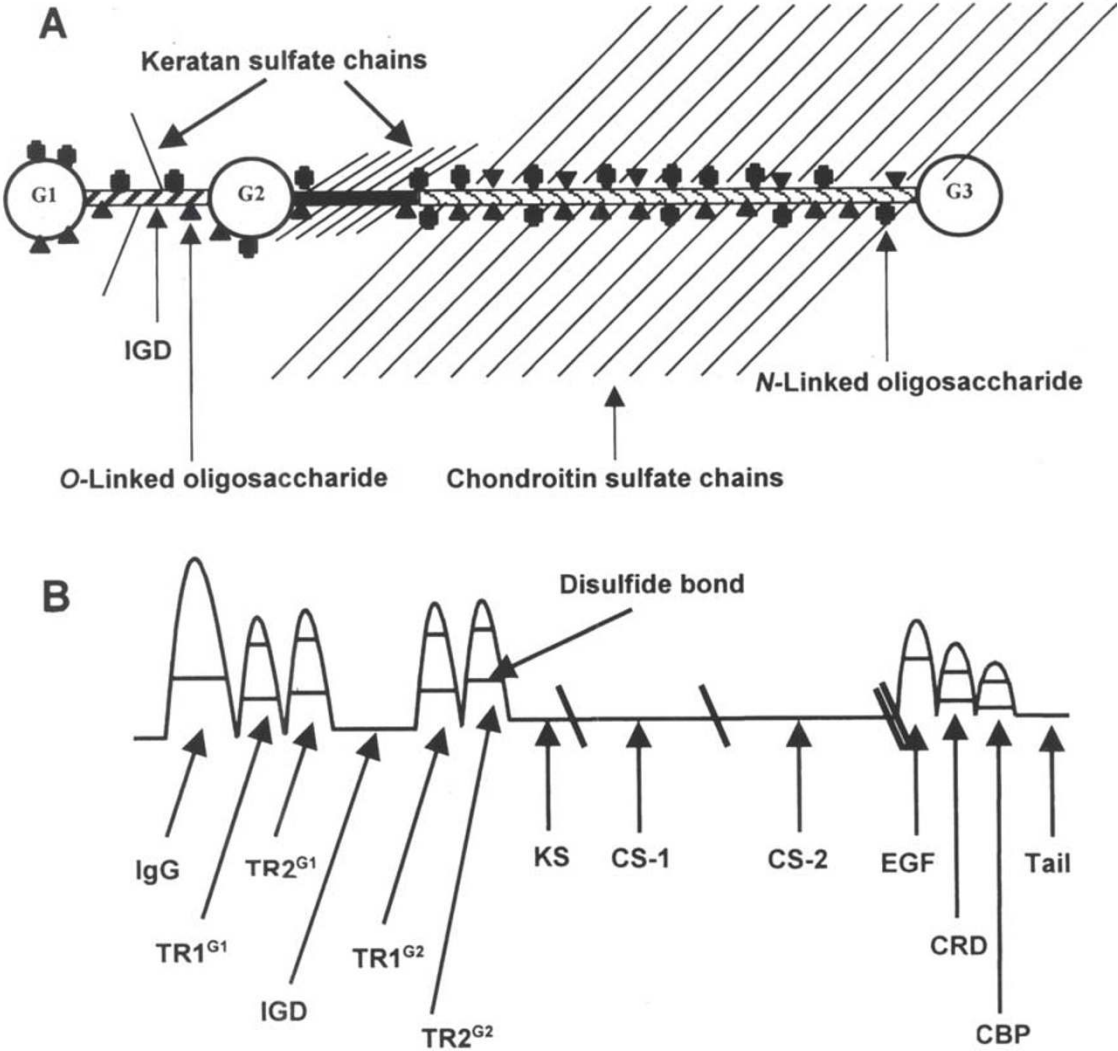 A
Keratan sulfate chains
G1
G2
G3
IGD
N-Linked oligosaccharide
O-Linked oligosaccharide
Chondroitin sulfate chains
B
Disulfide bond
IgG
TR2G1
KS
CS-1
CS-2
EGF
Tail
TR1G1
TR1G2
CRD
IGD
TR2G2
CBP